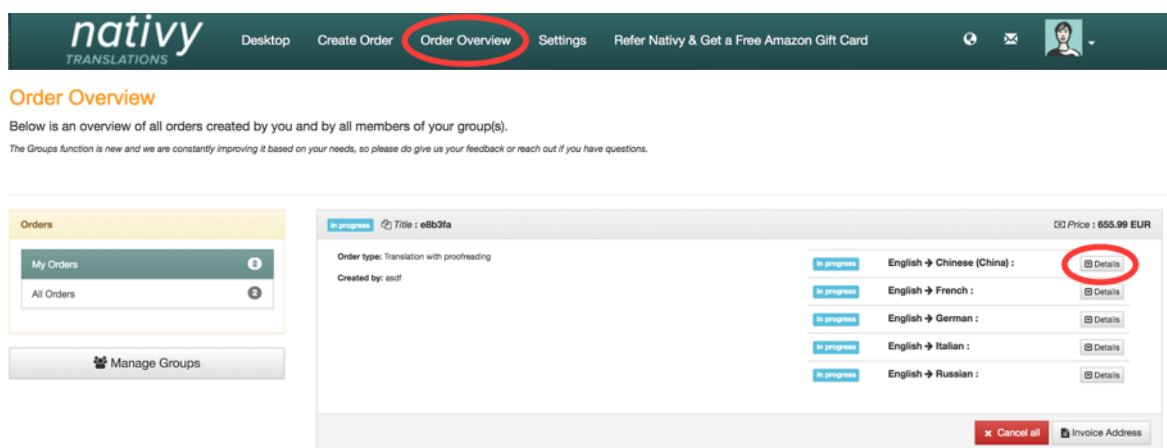 nativy
TRANSLATIONS
Desktop Create Order Order Overview Settings Refer Nativy & Get a Free Amazon Gift Card
Order Overview
Below is an overview of all orders created by you and by all members of your group(s).
The Groups function is new and we are constantly improving it based on your needs, so please do give us your feedback or reach out if you have questions.
Orders
My Orders 2
All Orders 2
Manage Groups
In progress Title : e8b3fa Price : 655.99 EUR
Order type: Translation with proofreading
Created by: asdf
In progress English → Chinese (China) : Details
In progress English → French : Details
In progress English → German : Details
In progress English → Italian : Details
In progress English → Russian : Details
× Cancel all Invoice Address